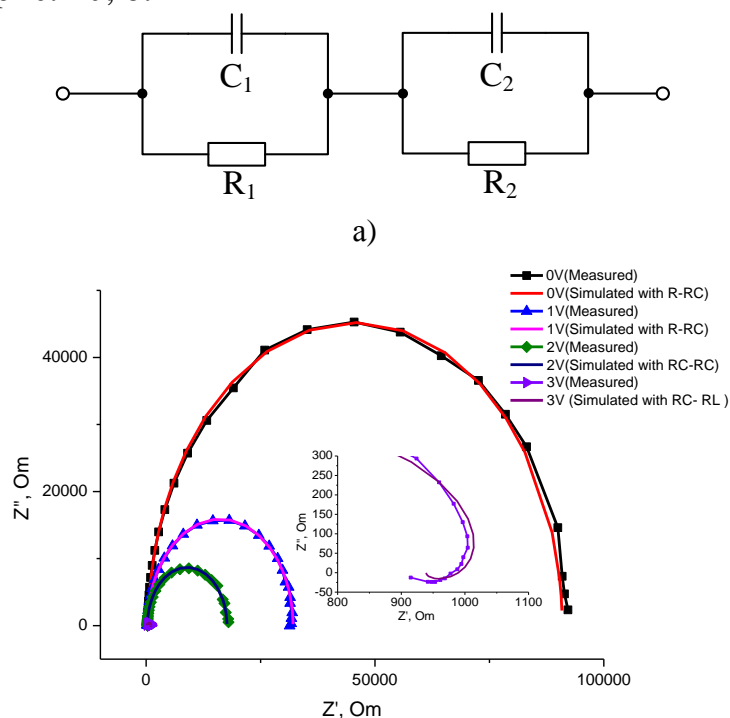 C1
C2
R1
R2
a)
0V(Measured)
0V(Simulated with R-RC)
1V(Measured)
1V(Simulated with R-RC)
2V(Measured)
2V(Simulated with RC-RC)
3V(Measured)
3V (Simulated with RC- RL )
40000
20000
0
Z", Om
300
250
200
150
100
50
0
-50
Z", Om
800
900
1000
1100
Z', Om
0
50000
100000
Z', Om